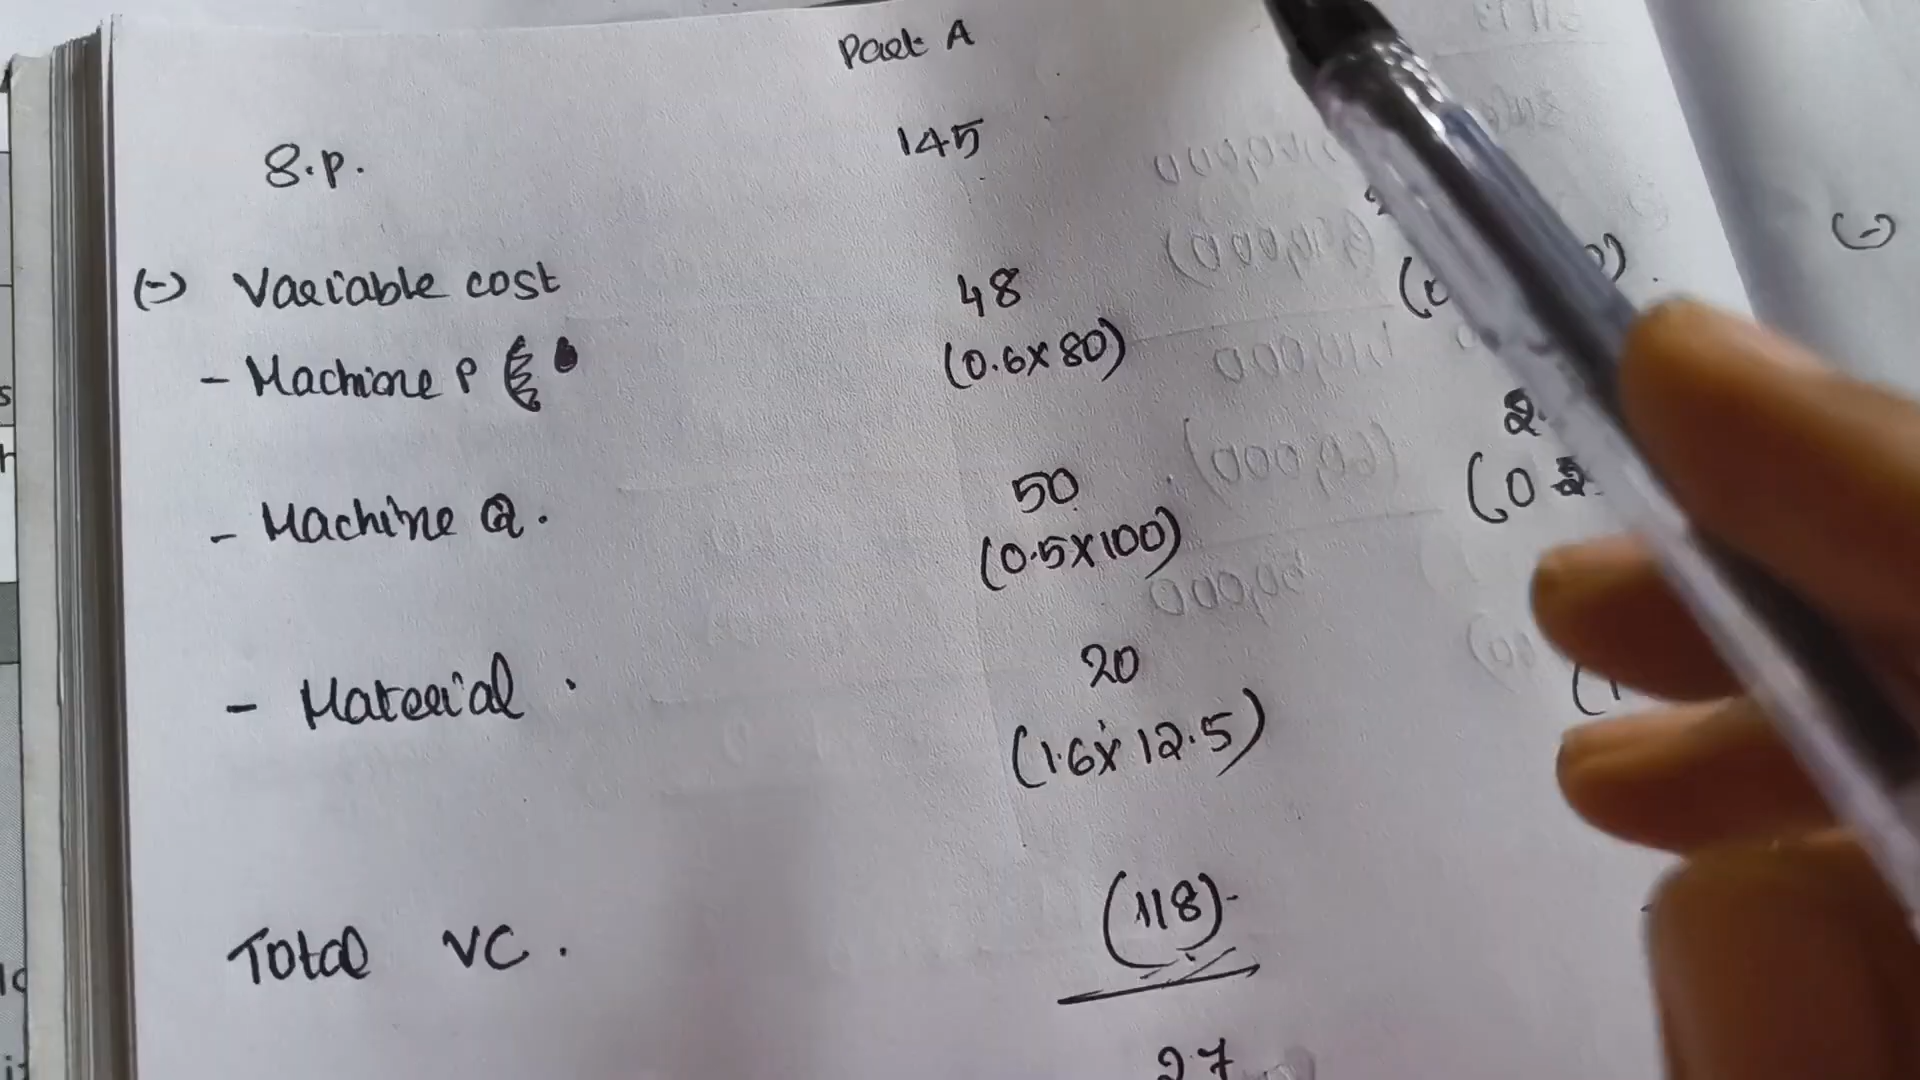 Part A
S.P. 145
(-) Variable cost 48
- Machine P (0.6x80)
- Machine Q. 50
(0.5x100)
- Material. 20
(1.6x12.5)
Total VC. (118)
27